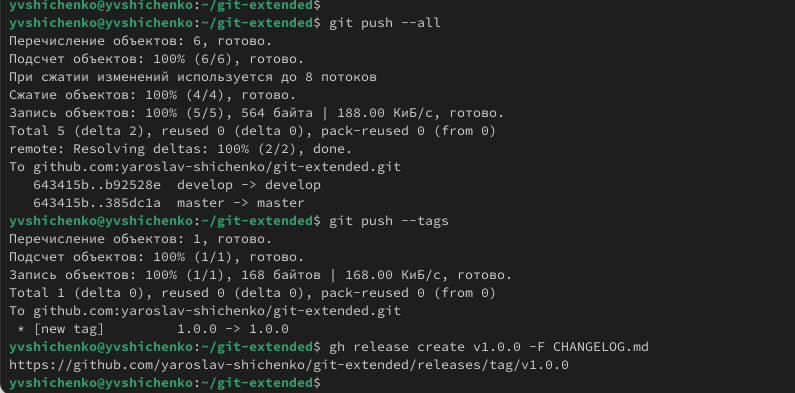 yvshichenko@yvshichenko:~/git-extended$
yvshichenko@yvshichenko:~/git-extended$ git push --all
Перечисление объектов: 6, готово.
Подсчет объектов: 100% (6/6), готово.
При сжатии изменений используется до 8 потоков
Сжатие объектов: 100% (4/4), готово.
Запись объектов: 100% (5/5), 564 байта | 188.00 КиБ/с, готово.
Total 5 (delta 2), reused 0 (delta 0), pack-reused 0 (from 0)
remote: Resolving deltas: 100% (2/2), done.
To github.com:yaroslav-shichenko/git-extended.git
   643415b..b92528e  develop -> develop
   643415b..385dc1a  master -> master
yvshichenko@yvshichenko:~/git-extended$ git push --tags
Перечисление объектов: 1, готово.
Подсчет объектов: 100% (1/1), готово.
Запись объектов: 100% (1/1), 168 байтов | 168.00 КиБ/с, готово.
Total 1 (delta 0), reused 0 (delta 0), pack-reused 0 (from 0)
To github.com:yaroslav-shichenko/git-extended.git
 * [new tag]         1.0.0 -> 1.0.0
yvshichenko@yvshichenko:~/git-extended$ gh release create v1.0.0 -F CHANGELOG.md
https://github.com/yaroslav-shichenko/git-extended/releases/tag/v1.0.0
yvshichenko@yvshichenko:~/git-extended$